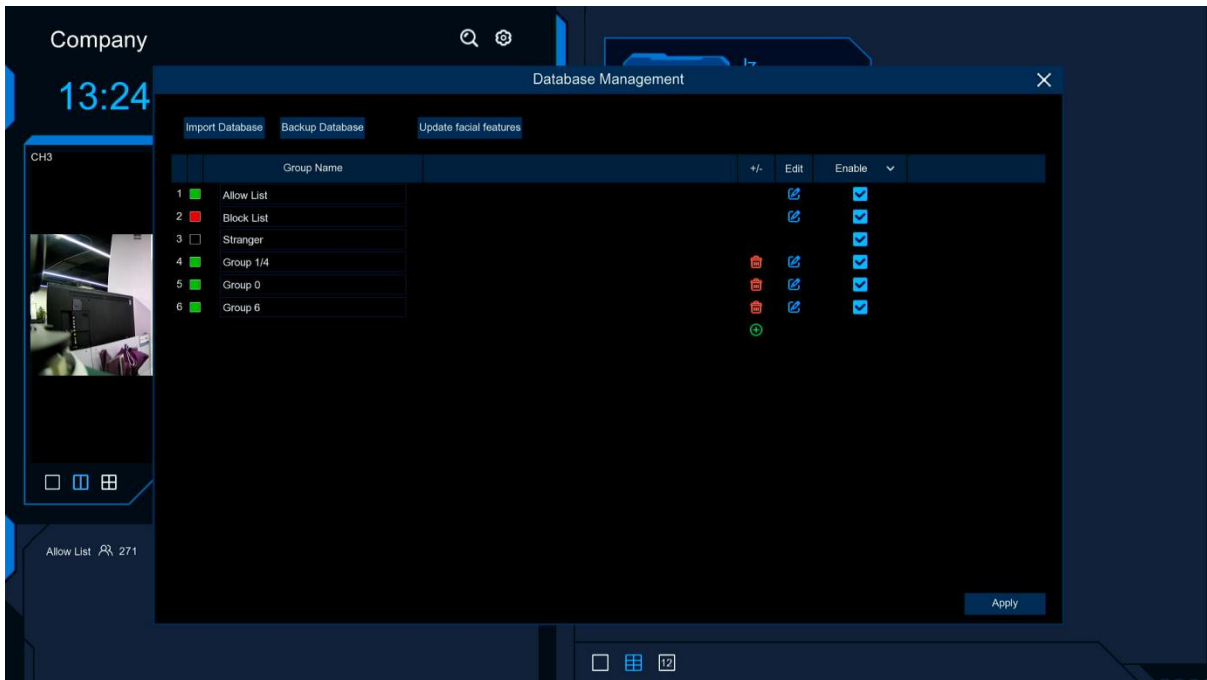 Company
13:24
Database Management
Import Database Backup Database Update facial features
CH3
Group Name +/- Edit Enable
1 Allow List
2 Block List
3 Stranger
4 Group 1/4
5 Group 0
6 Group 6
Allow List 271
Apply
12